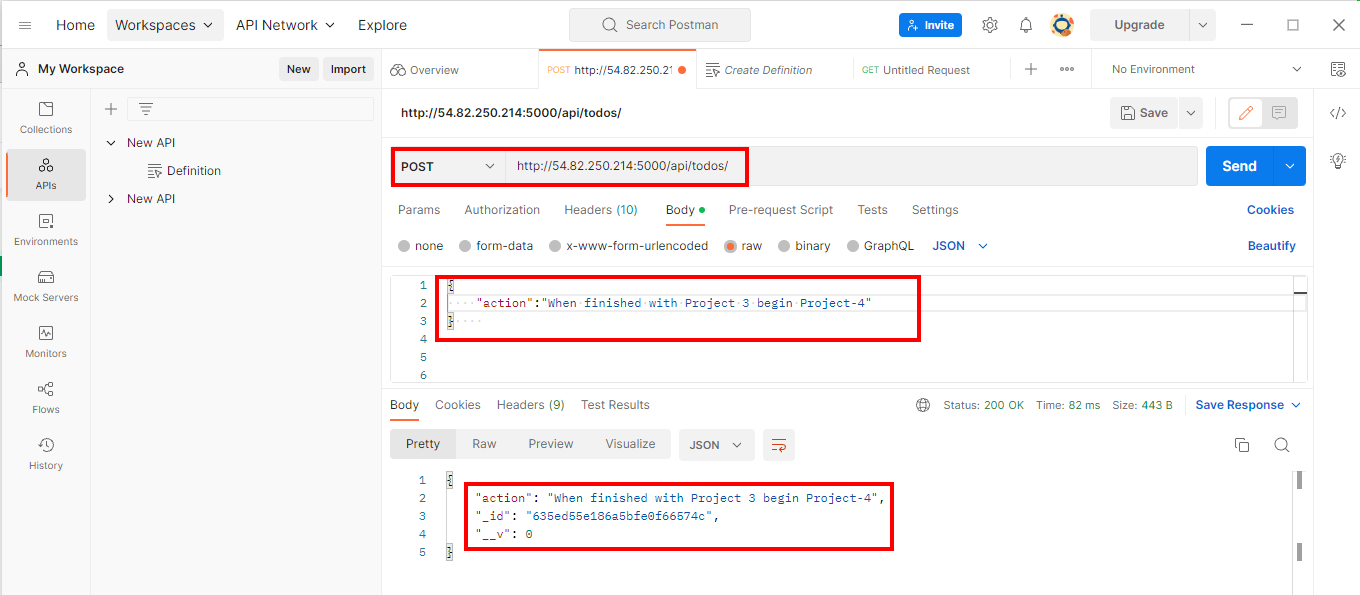 Home Workspaces API Network Explore Search Postman Invite Upgrade
My Workspace New Import Overview POST http://54.82.250.21 Create Definition GET Untitled Request No Environment
http://54.82.250.214:5000/api/todos/ Save
Collections
New API
Definition
New API
APIs
Environments
Mock Servers
Monitors
Flows
History
POST http://54.82.250.214:5000/api/todos/ Send
Params Authorization Headers (10) Body Pre-request Script Tests Settings Cookies
none form-data x-www-form-urlencoded raw binary GraphQL JSON Beautify
1 {
2 "action":"When finished with Project 3 begin Project-4"
3 }
4
5
6
Body Cookies Headers (9) Test Results Status: 200 OK Time: 82 ms Size: 443 B Save Response
Pretty Raw Preview Visualize JSON
1 {
2 "action": "When finished with Project 3 begin Project-4",
3 "_id": "635ed55e186a5bfe0f66574c",
4 "__v": 0
5 }